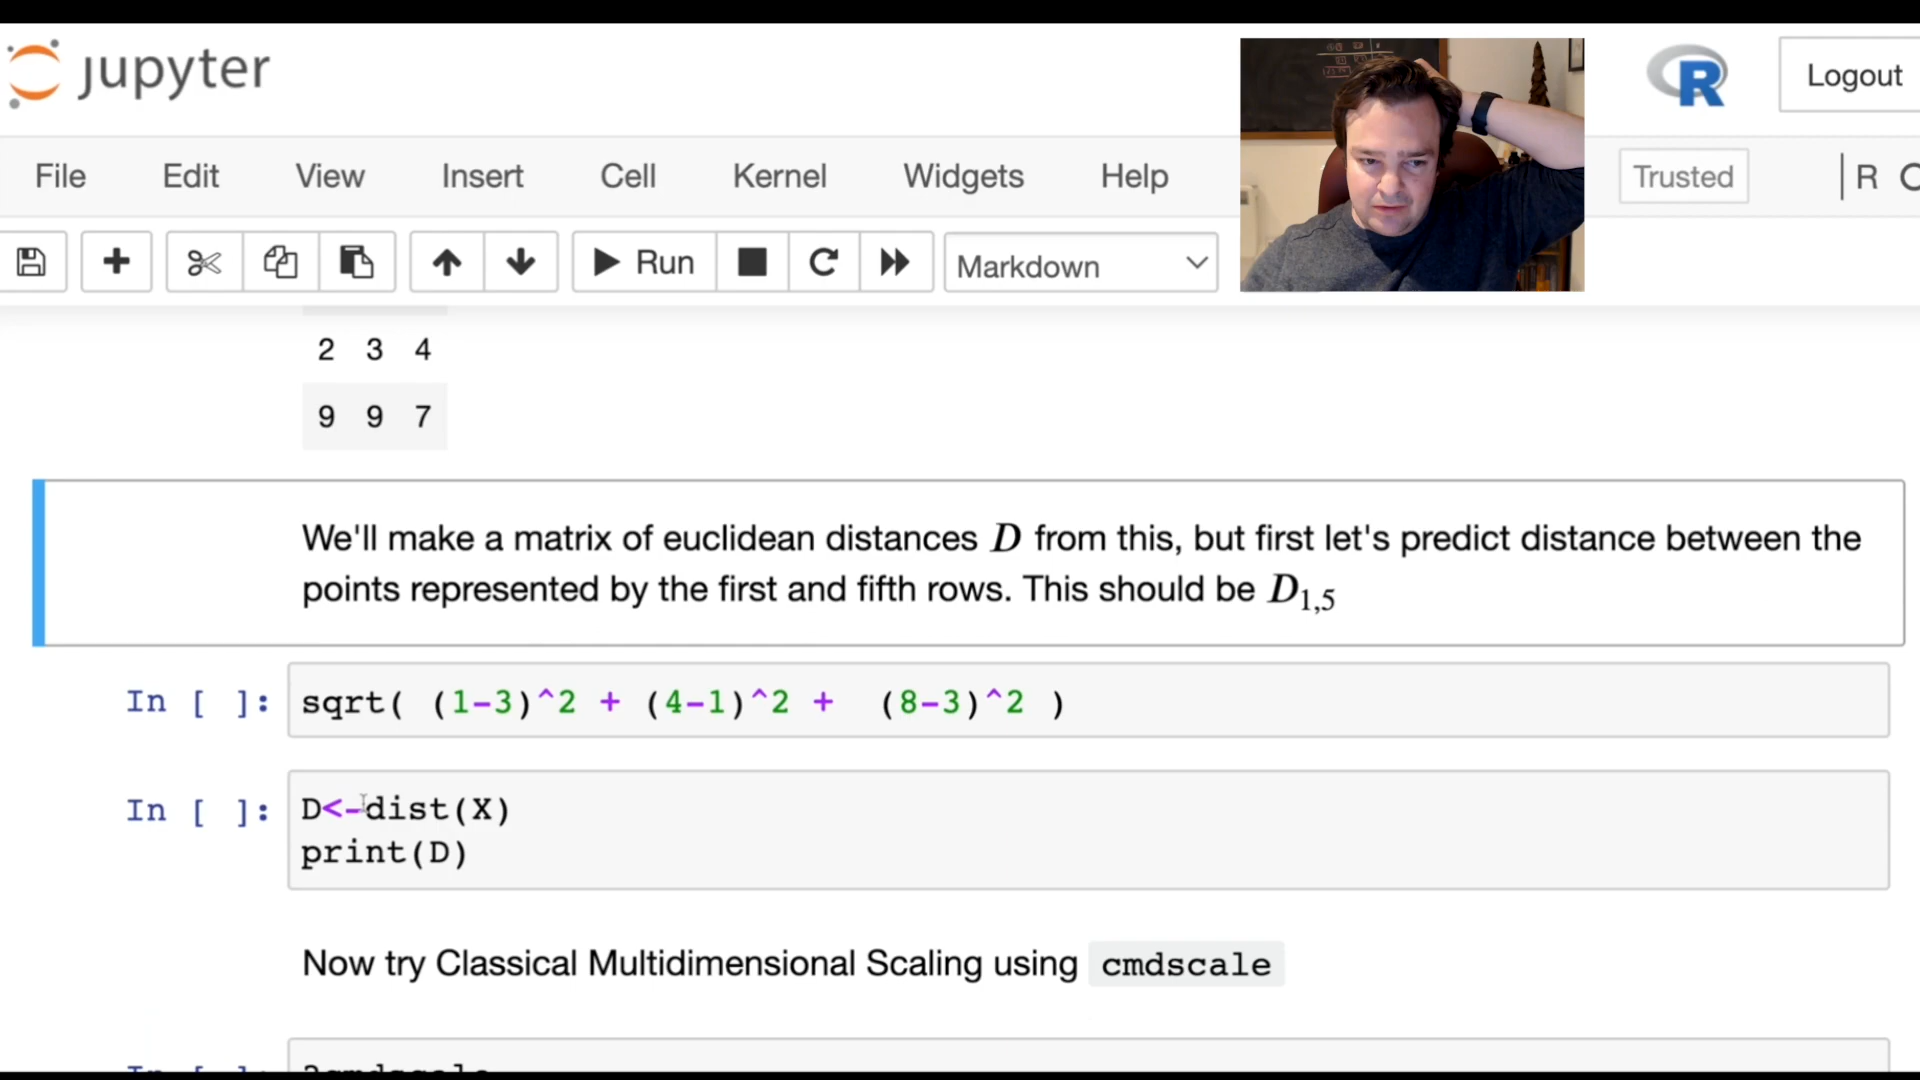 jupyter
R
Logout
File Edit View Insert Cell Kernel Widgets Help
Trusted
R
Run
Markdown
2 3 4
9 9 7
We'll make a matrix of euclidean distances D from this, but first let's predict distance between the
points represented by the first and fifth rows. This should be D1,5
In [ ]: sqrt( (1-3)^2 + (4-1)^2 + (8-3)^2 )
In [ ]: D<-dist(X)
print(D)
Now try Classical Multidimensional Scaling using cmdscale
In [ ]: ?cmdscale